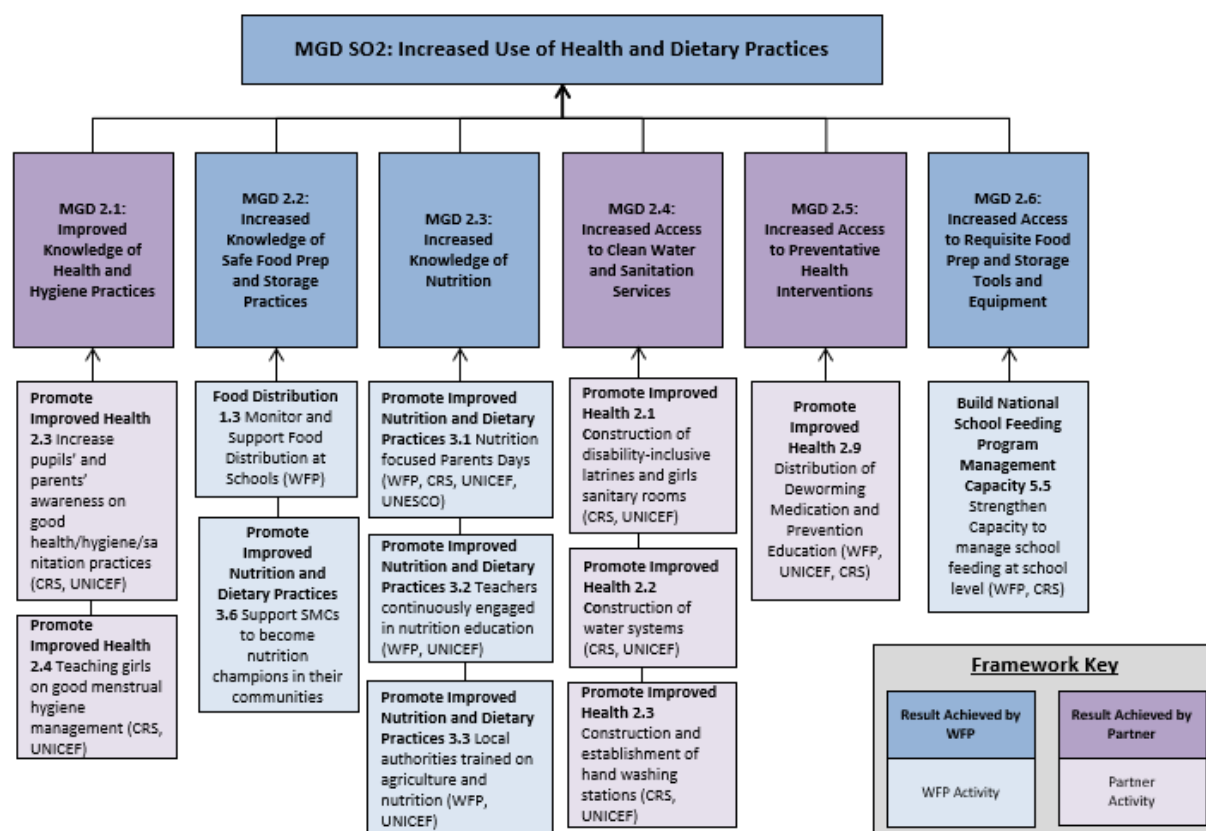 MGD SO2: Increased Use of Health and Dietary Practices
MGD 2.1:
Improved
Knowledge of
Health and
Hygiene Practices
MGD 2.2:
Increased
Knowledge of
Safe Food Prep
and Storage
Practices
MGD 2.3:
Increased
Knowledge of
Nutrition
MGD 2.4:
Increased Access
to Clean Water
and Sanitation
Services
MGD 2.5:
Increased Access
to Preventative
Health
Interventions
MGD 2.6:
Increased Access
to Requisite Food
Prep and Storage
Tools and
Equipment
Promote
Improved Health
2.3 Increase
pupils' and
parents'
awareness on
good
health/hygiene/sa
nitation practices
(CRS, UNICEF)
Promote
Improved Health
2.4 Teaching girls
on good menstrual
hygiene
management (CRS,
UNICEF)
Food Distribution
1.3 Monitor and
Support Food
Distribution at
Schools (WFP)
Promote
Improved
Nutrition and
Dietary Practices
3.6 Support SMCs
to become
nutrition
champions in their
communities
Promote Improved
Nutrition and Dietary
Practices 3.1 Nutrition
focused Parents Days
(WFP, CRS, UNICEF,
UNESCO)
Promote Improved
Nutrition and Dietary
Practices 3.2 Teachers
continuously engaged
in nutrition education
(WFP, UNICEF)
Promote Improved
Nutrition and Dietary
Practices 3.3 Local
authorities trained on
agriculture and
nutrition (WFP,
UNICEF)
Promote Improved
Health 2.1
Construction of
disability-inclusive
latrines and girls
sanitary rooms
(CRS, UNICEF)
Promote Improved
Health 2.2
Construction of
water systems
(CRS, UNICEF)
Promote Improved
Health 2.3
Construction and
establishment of
hand washing
stations (CRS,
UNICEF)
Promote
Improved
Health 2.9
Distribution of
Deworming
Medication and
Prevention
Education (WFP,
UNICEF, CRS)
Build National
School Feeding
Program
Management
Capacity 5.5
Strengthen
Capacity to
manage school
feeding at school
level (WFP, CRS)
Framework Key
Result Achieved by
WFP
Result Achieved by
Partner
WFP Activity
Partner
Activity